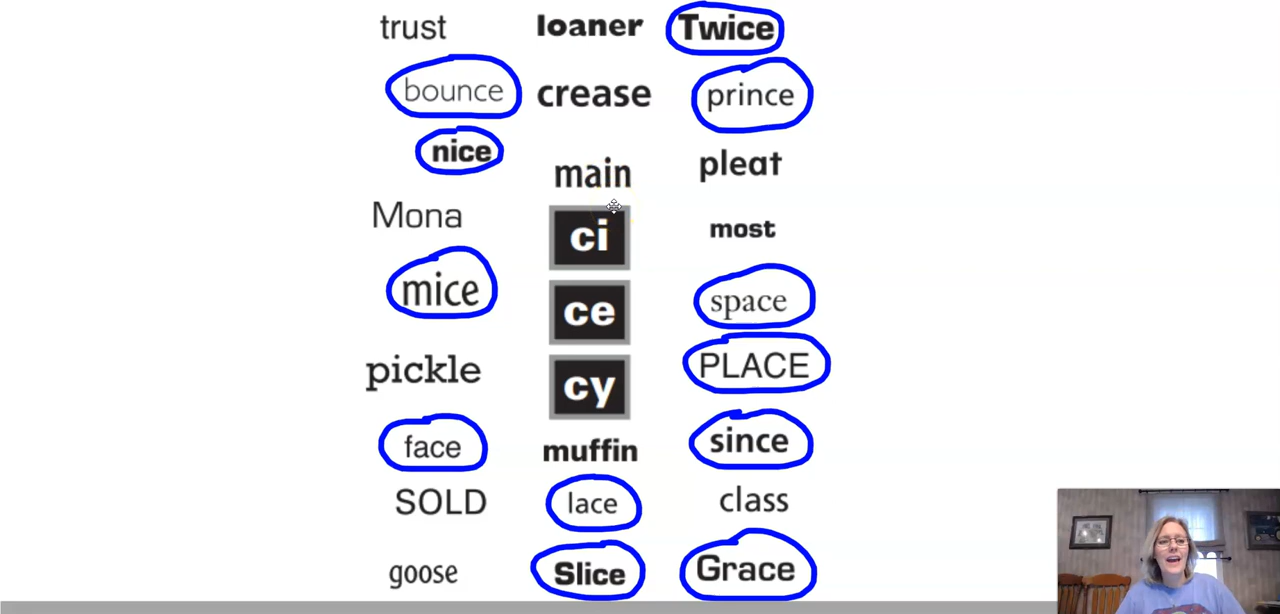 trust
loaner
Twice
bounce
crease
prince
nice
main
pleat
Mona
ci
most
mice
ce
space
pickle
cy
PLACE
face
muffin
since
SOLD
lace
class
goose
Slice
Grace